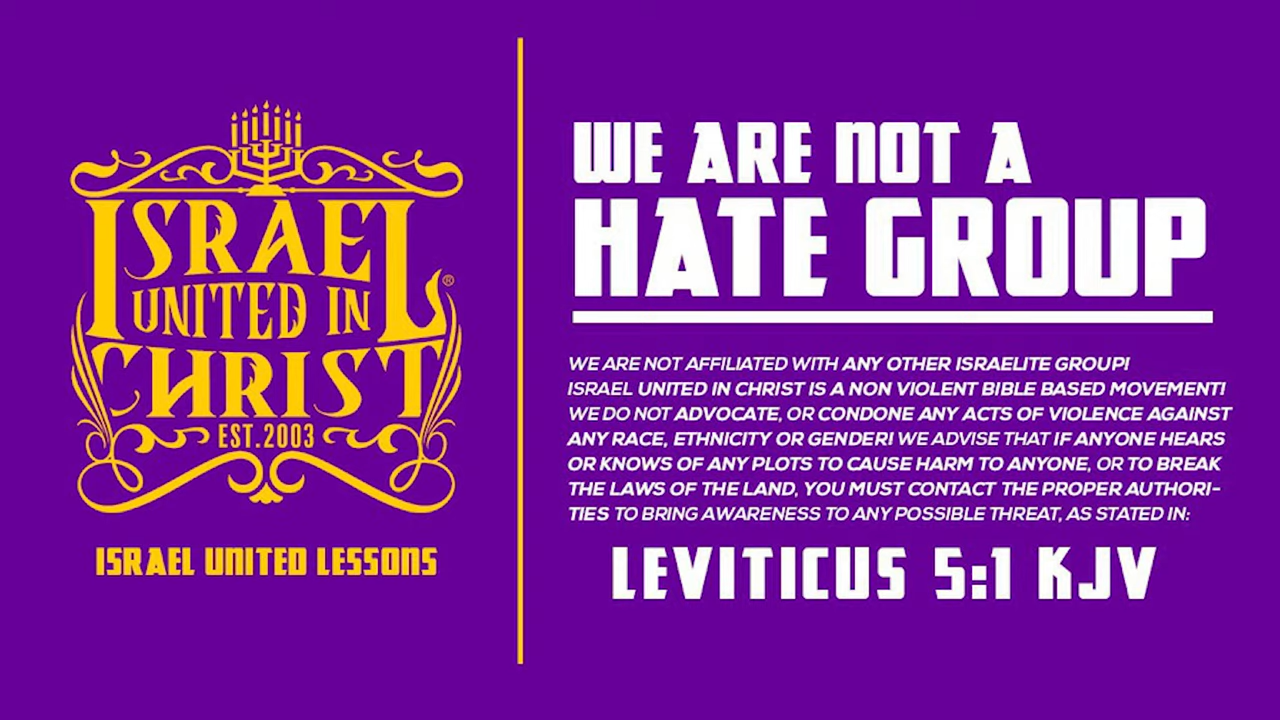 ISRAEL
UNITED IN
CHRIST
EST.2003
®
ISRAEL UNITED LESSONS
WE ARE NOT A
HATE GROUP
WE ARE NOT AFFILIATED WITH ANY OTHER ISRAELITE GROUP!
ISRAEL UNITED IN CHRIST IS A NON VIOLENT BIBLE BASED MOVEMENT!
WE DO NOT ADVOCATE, OR CONDONE ANY ACTS OF VIOLENCE AGAINST
ANY RACE, ETHNICITY OR GENDER! WE ADVISE THAT IF ANYONE HEARS
OR KNOWS OF ANY PLOTS TO CAUSE HARM TO ANYONE, OR TO BREAK
THE LAWS OF THE LAND, YOU MUST CONTACT THE PROPER AUTHORI-
TIES TO BRING AWARENESS TO ANY POSSIBLE THREAT, AS STATED IN:
LEVITICUS 5:1 KJV